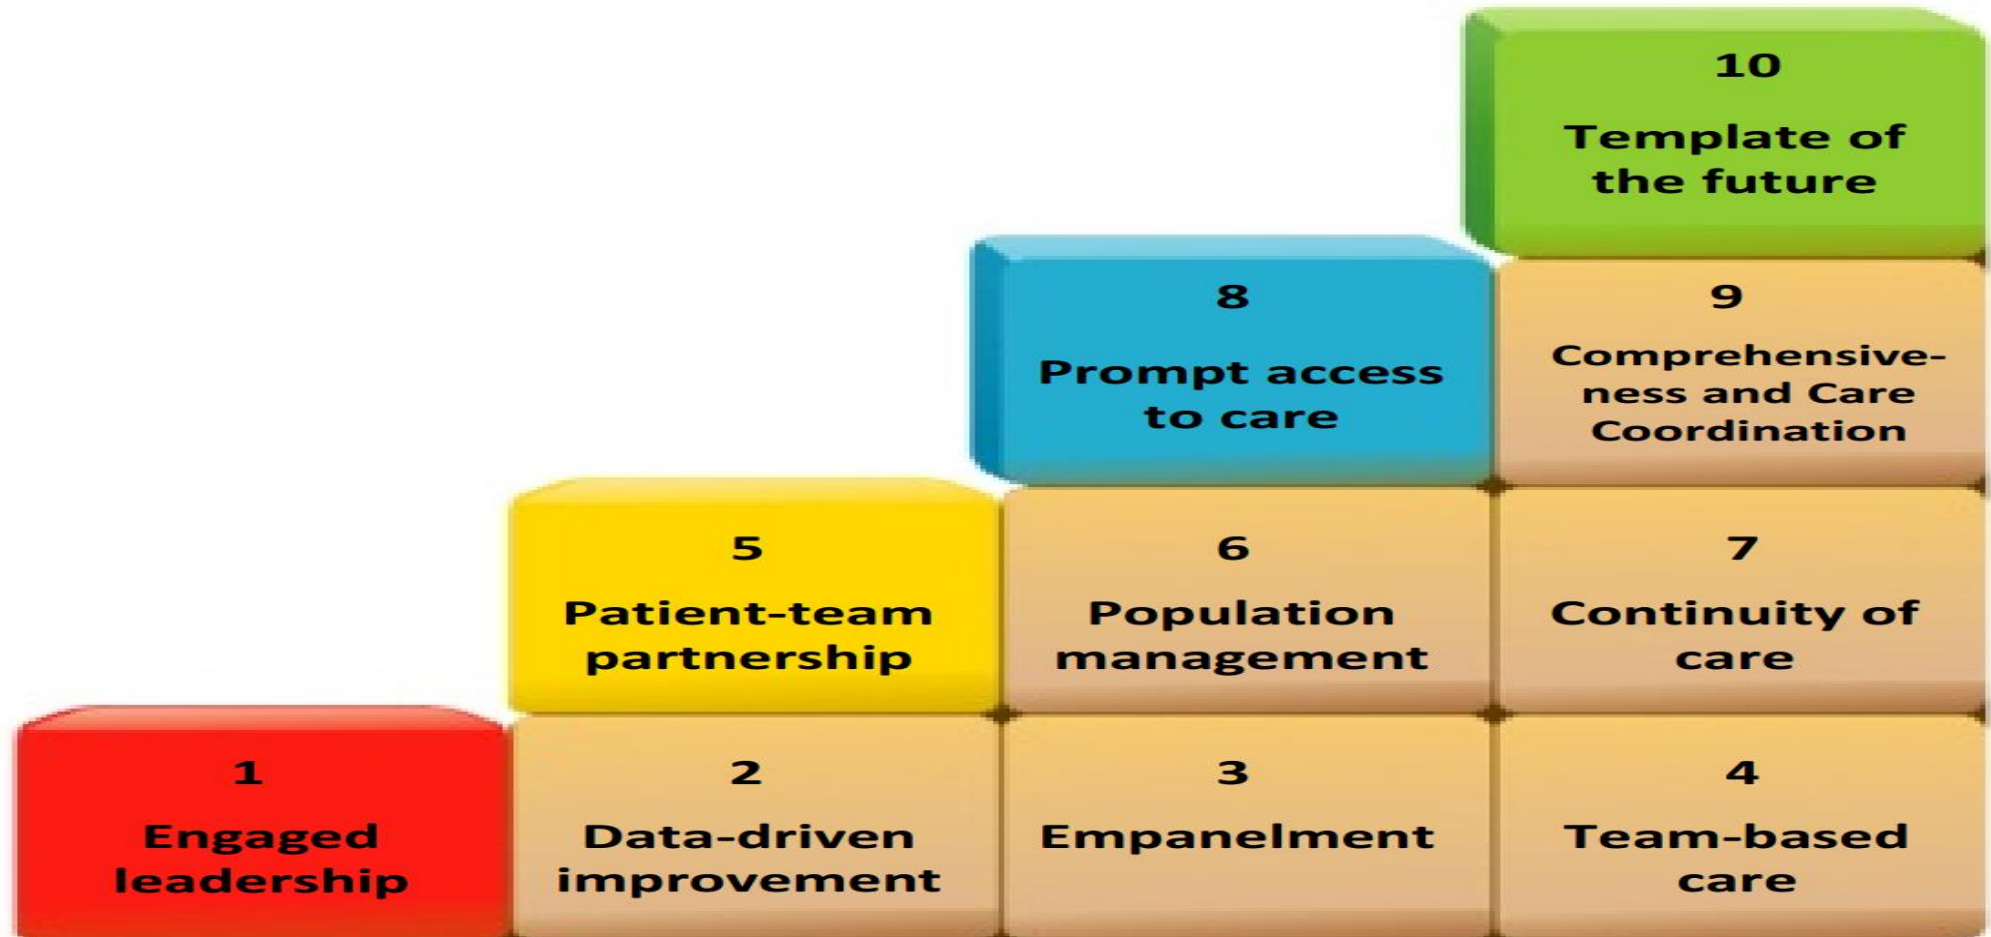 10
Template of
the future
8
Prompt access
to care
9
Comprehensive-
ness and Care
Coordination
5
Patient-team
partnership
6
Population
management
7
Continuity of
care
1
Engaged
leadership
2
Data-driven
improvement
3
Empanelment
4
Team-based
care